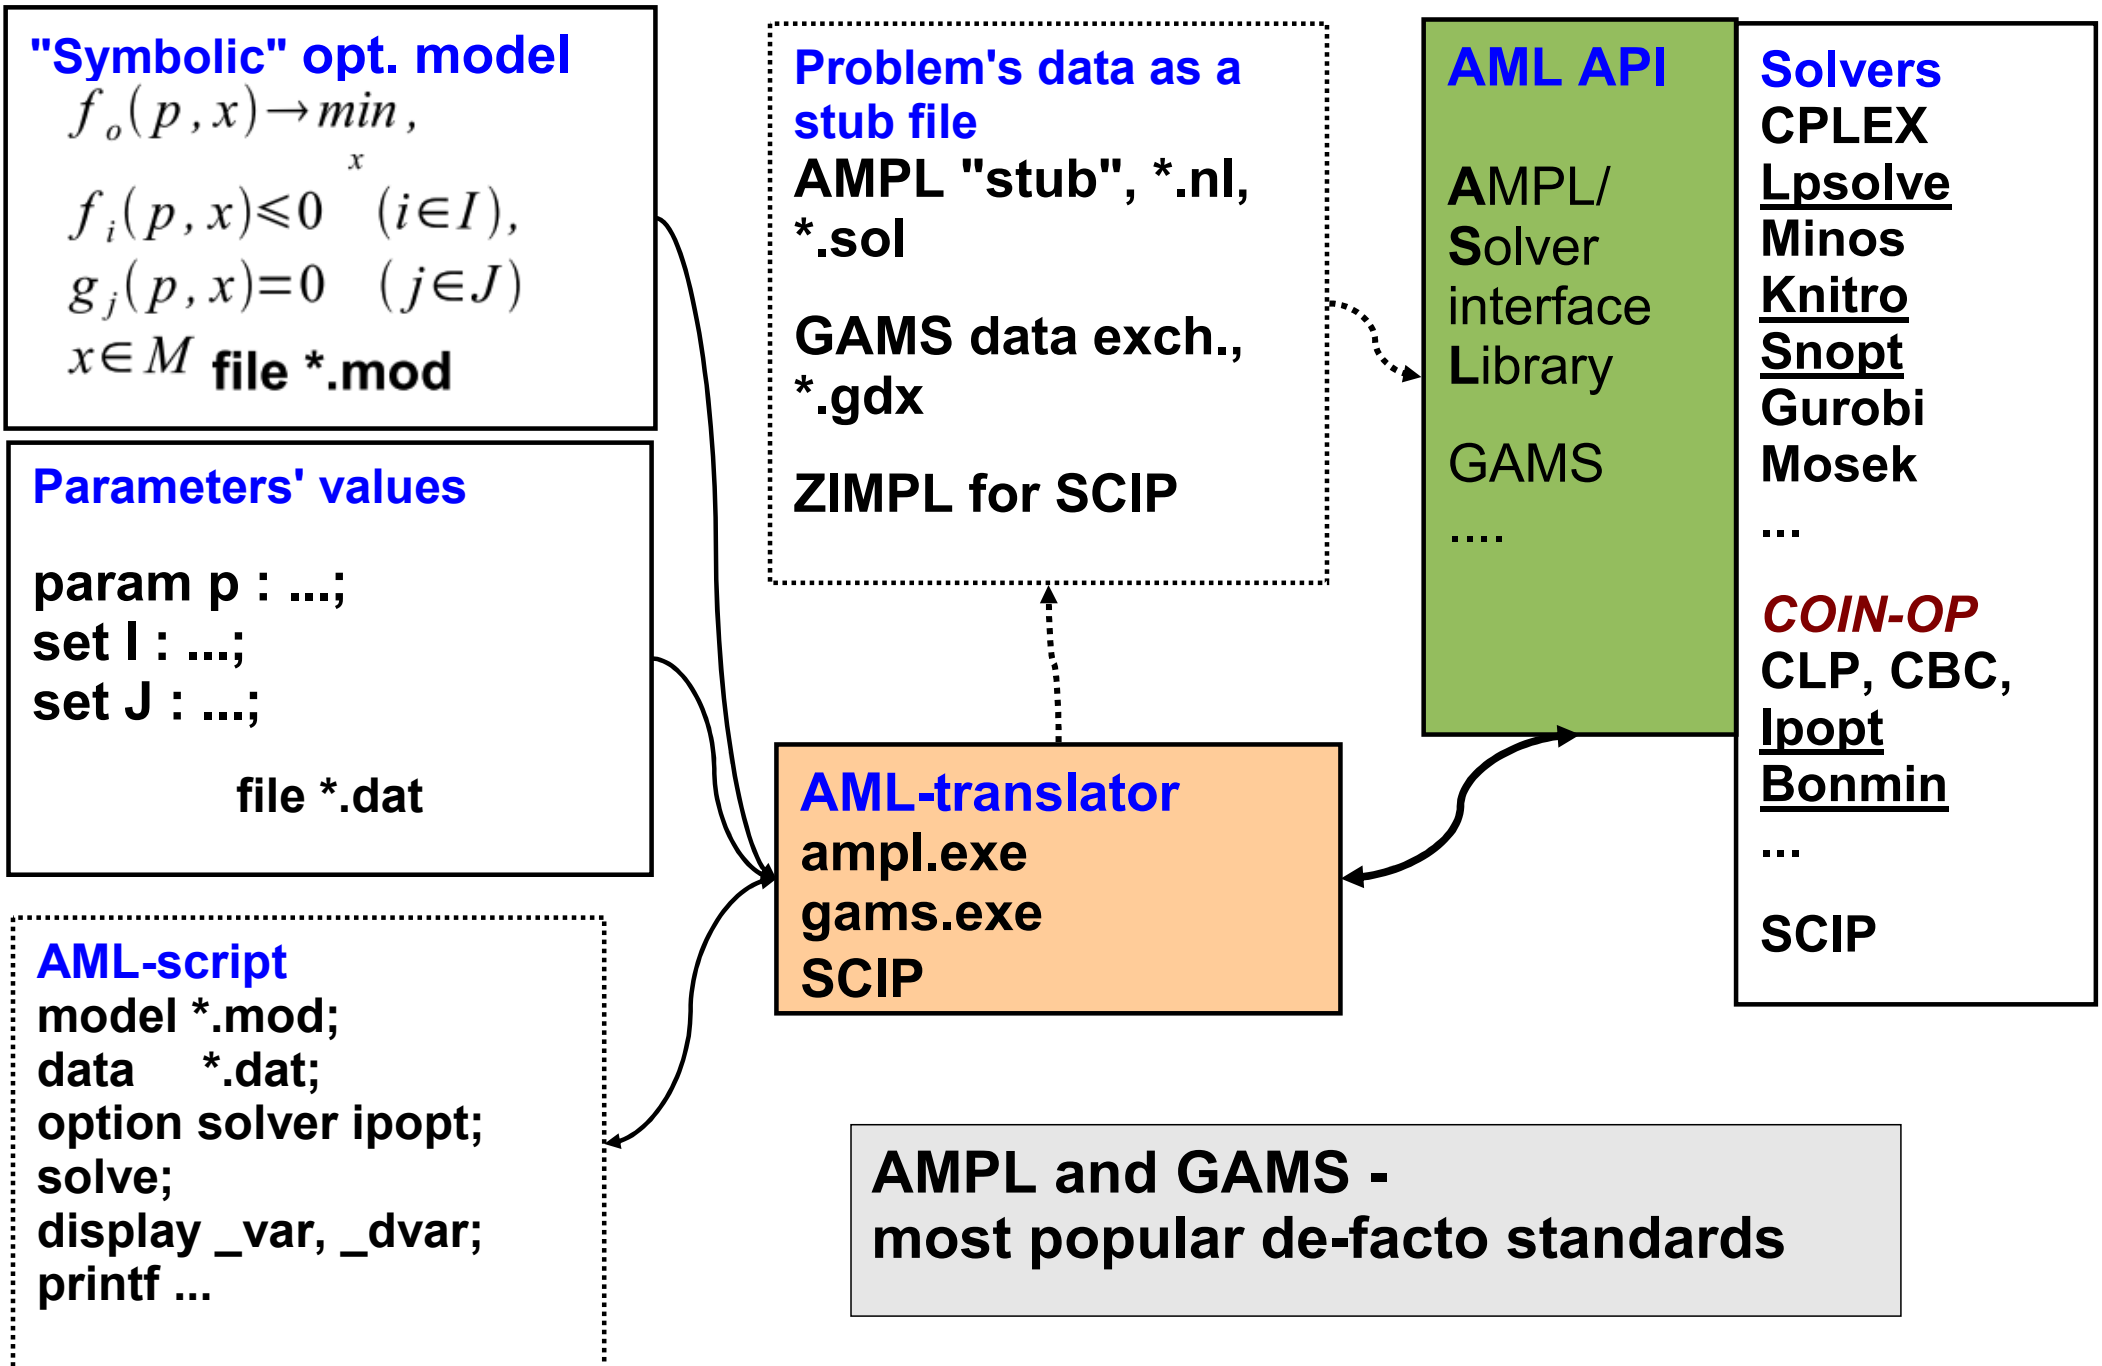 "Symbolic" opt. model
f_o(p,x)→min,
x
f_i(p,x)⩽0 (i∈I),
g_j(p,x)=0 (j∈J)
x∈M file *.mod
Parameters' values
param p : ...;
set I : ...;
set J : ...;
file *.dat
AML-script
model *.mod;
data *.dat;
option solver ipopt;
solve;
display _var, _dvar;
printf ...
Problem's data as a
stub file
AMPL "stub", *.nl,
*.sol
GAMS data exch.,
*.gdx
ZIMPL for SCIP
AML-translator
ampl.exe
gams.exe
SCIP
AML API
AMPL/
Solver
interface
Library
GAMS
....
Solvers
CPLEX
Lpsolve
Minos
Knitro
Snopt
Gurobi
Mosek
...
COIN-OP
CLP, CBC,
Ipopt
Bonmin
...
SCIP
AMPL and GAMS -
most popular de-facto standards